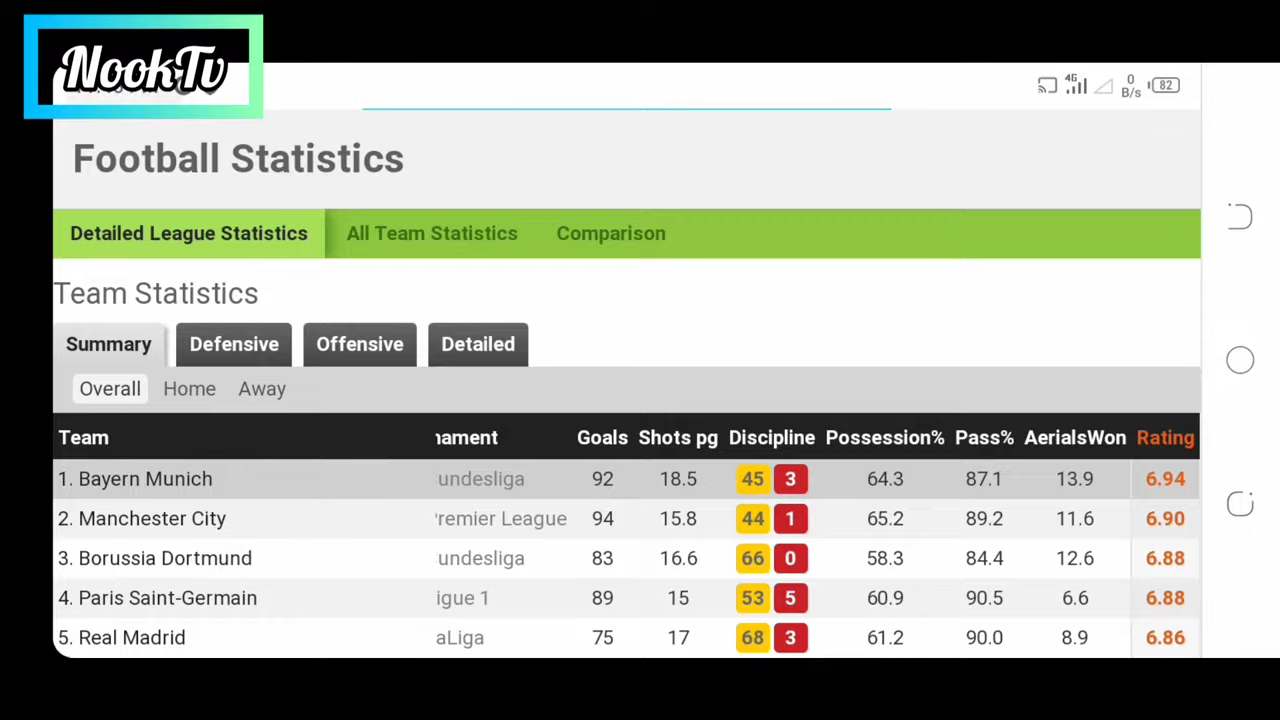 NookTv
4G
0
B/s
82
Football Statistics
Detailed League Statistics All Team Statistics Comparison
Team Statistics
Summary Defensive Offensive Detailed
Overall Home Away
Team nament Goals Shots pg Discipline Possession% Pass% AerialsWon Rating
1. Bayern Munich undesliga 92 18.5 45 3 64.3 87.1 13.9 6.94
2. Manchester City remier League 94 15.8 44 1 65.2 89.2 11.6 6.90
3. Borussia Dortmund undesliga 83 16.6 66 0 58.3 84.4 12.6 6.88
4. Paris Saint-Germain igue 1 89 15 53 5 60.9 90.5 6.6 6.88
5. Real Madrid aLiga 75 17 68 3 61.2 90.0 8.9 6.86